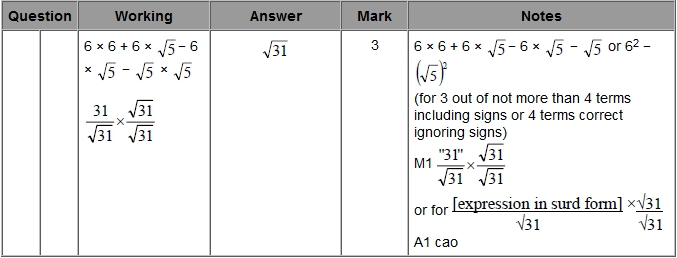 Question Working Answer Mark Notes
6 × 6 + 6 × √5 – 6
× √5 – √5 × √5
31/√31 × √31/√31
√31
3
6 × 6 + 6 × √5 – 6 × √5 – √5 or 6² –
(√5)²
(for 3 out of not more than 4 terms
including signs or 4 terms correct
ignoring signs)
M1 "31"/√31 × √31/√31
or for [expression in surd form]/√31 × √31/√31
A1 cao